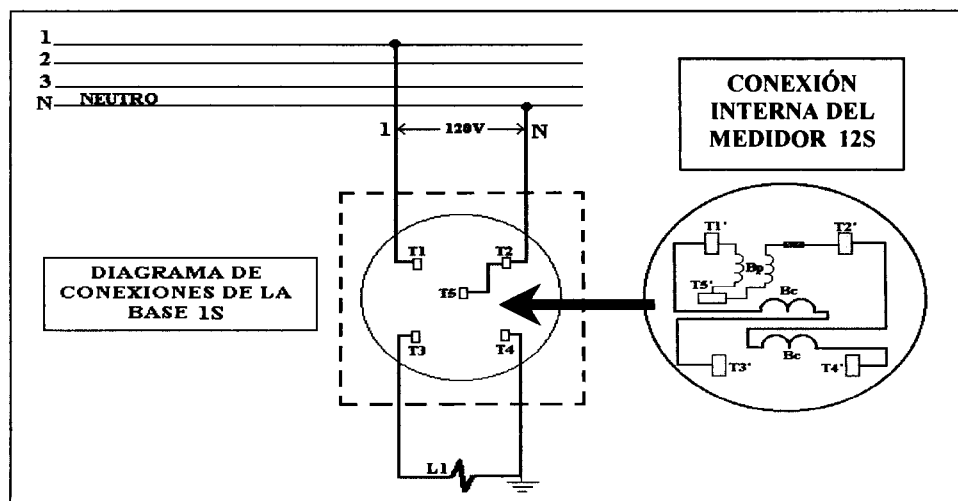 1
2
3
N NEUTRO
1 120V N
CONEXIÓN
INTERNA DEL
MEDIDOR 12S
DIAGRAMA DE
CONEXIONES DE LA
BASE 1S
T1 T2
T5
T3 T4
L1
T1' T2'
Bp
T5'
Bc
Bc
T3' T4'